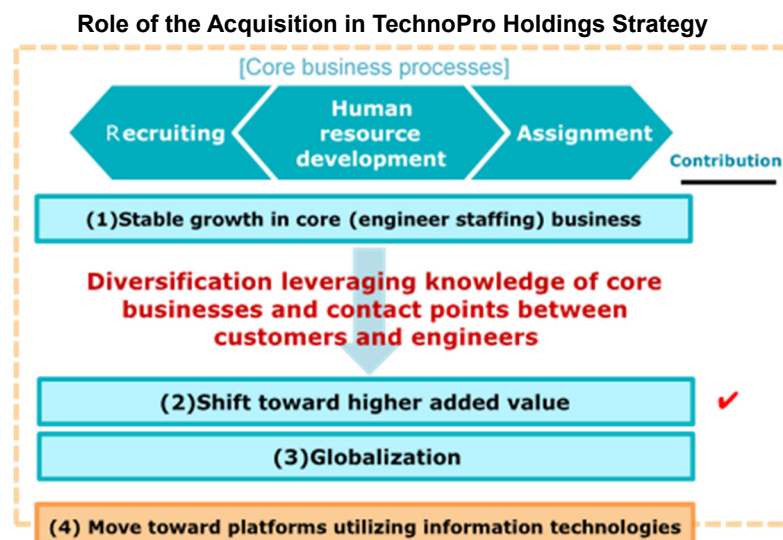 Role of the Acquisition in TechnoPro Holdings Strategy
[Core business processes]
Recruiting
Human
resource
development
Assignment
Contribution
(1)Stable growth in core (engineer staffing) business
Diversification leveraging knowledge of core
businesses and contact points between
customers and engineers
(2)Shift toward higher added value
✔
(3)Globalization
(4) Move toward platforms utilizing information technologies